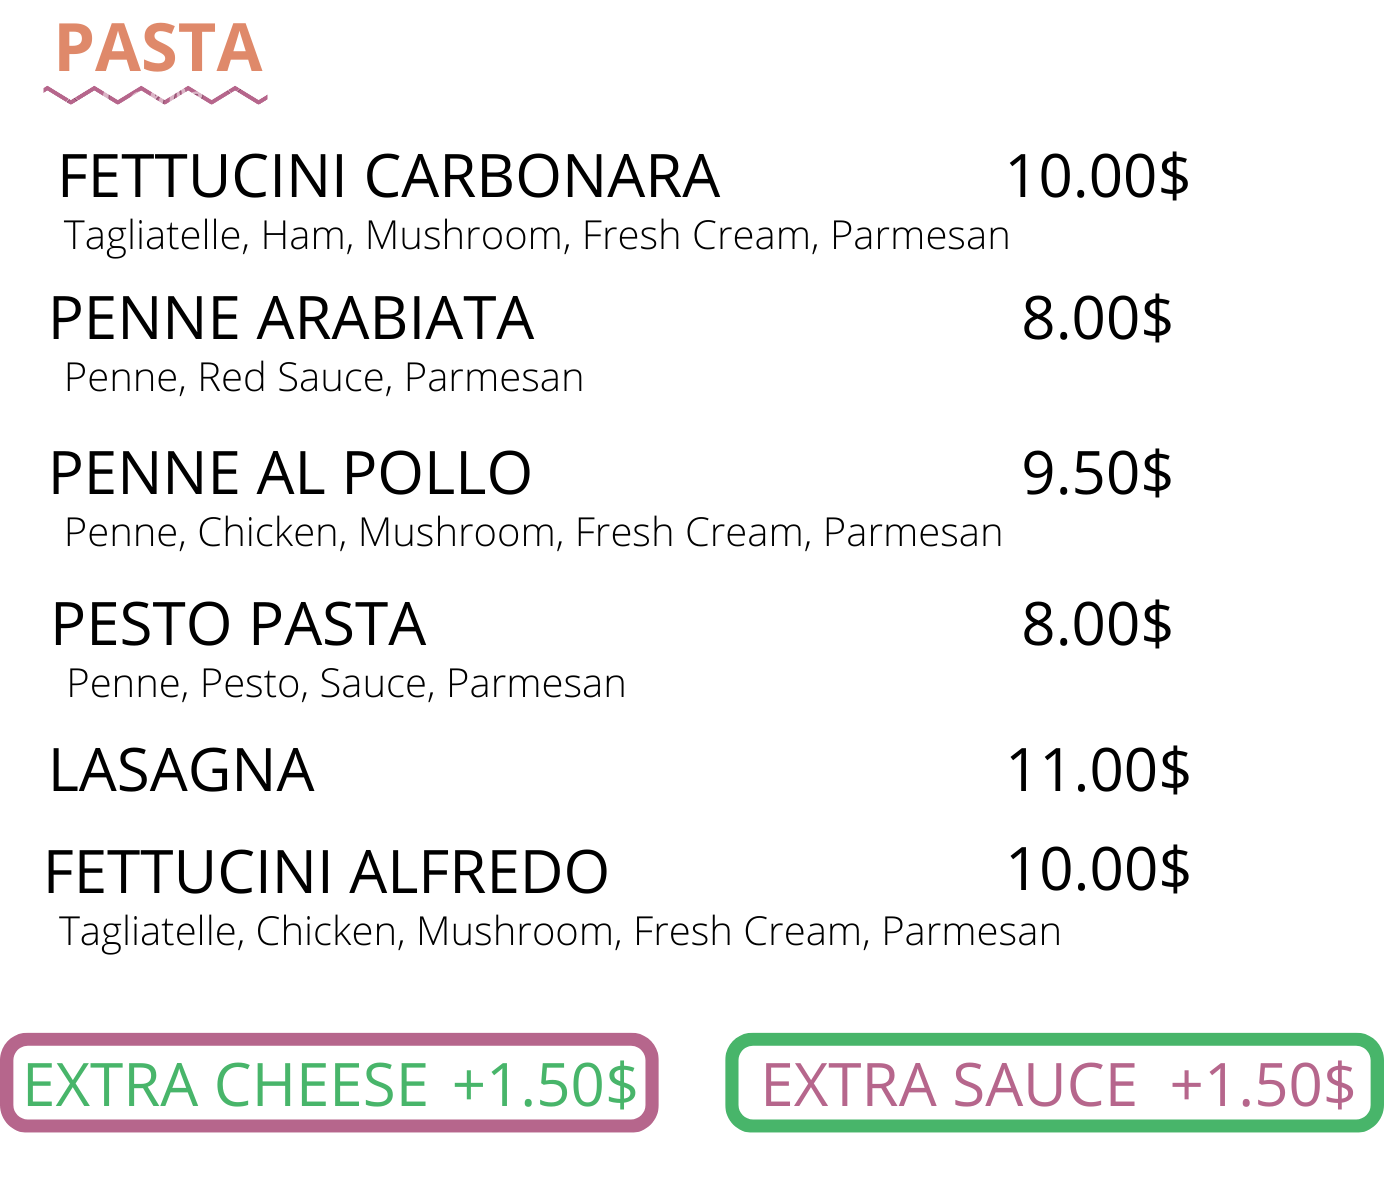 PASTA
FETTUCINI CARBONARA 10.00$
Tagliatelle, Ham, Mushroom, Fresh Cream, Parmesan
PENNE ARABIATA 8.00$
Penne, Red Sauce, Parmesan
PENNE AL POLLO 9.50$
Penne, Chicken, Mushroom, Fresh Cream, Parmesan
PESTO PASTA 8.00$
Penne, Pesto, Sauce, Parmesan
LASAGNA 11.00$
FETTUCINI ALFREDO 10.00$
Tagliatelle, Chicken, Mushroom, Fresh Cream, Parmesan
EXTRA CHEESE +1.50$ EXTRA SAUCE +1.50$